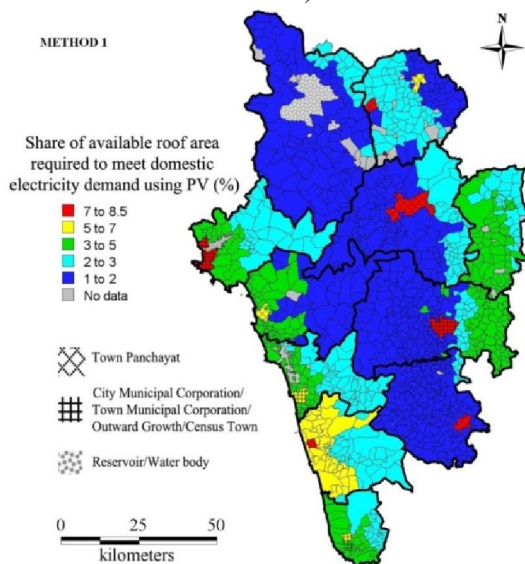 METHOD 1
N
Share of available roof area
required to meet domestic
electricity demand using PV (%)
7 to 8.5
5 to 7
3 to 5
2 to 3
1 to 2
No data
Town Panchayat
City Municipal Corporation/
Town Municipal Corporation/
Outward Growth/Census Town
Reservoir/Water body
0 25 50
kilometers